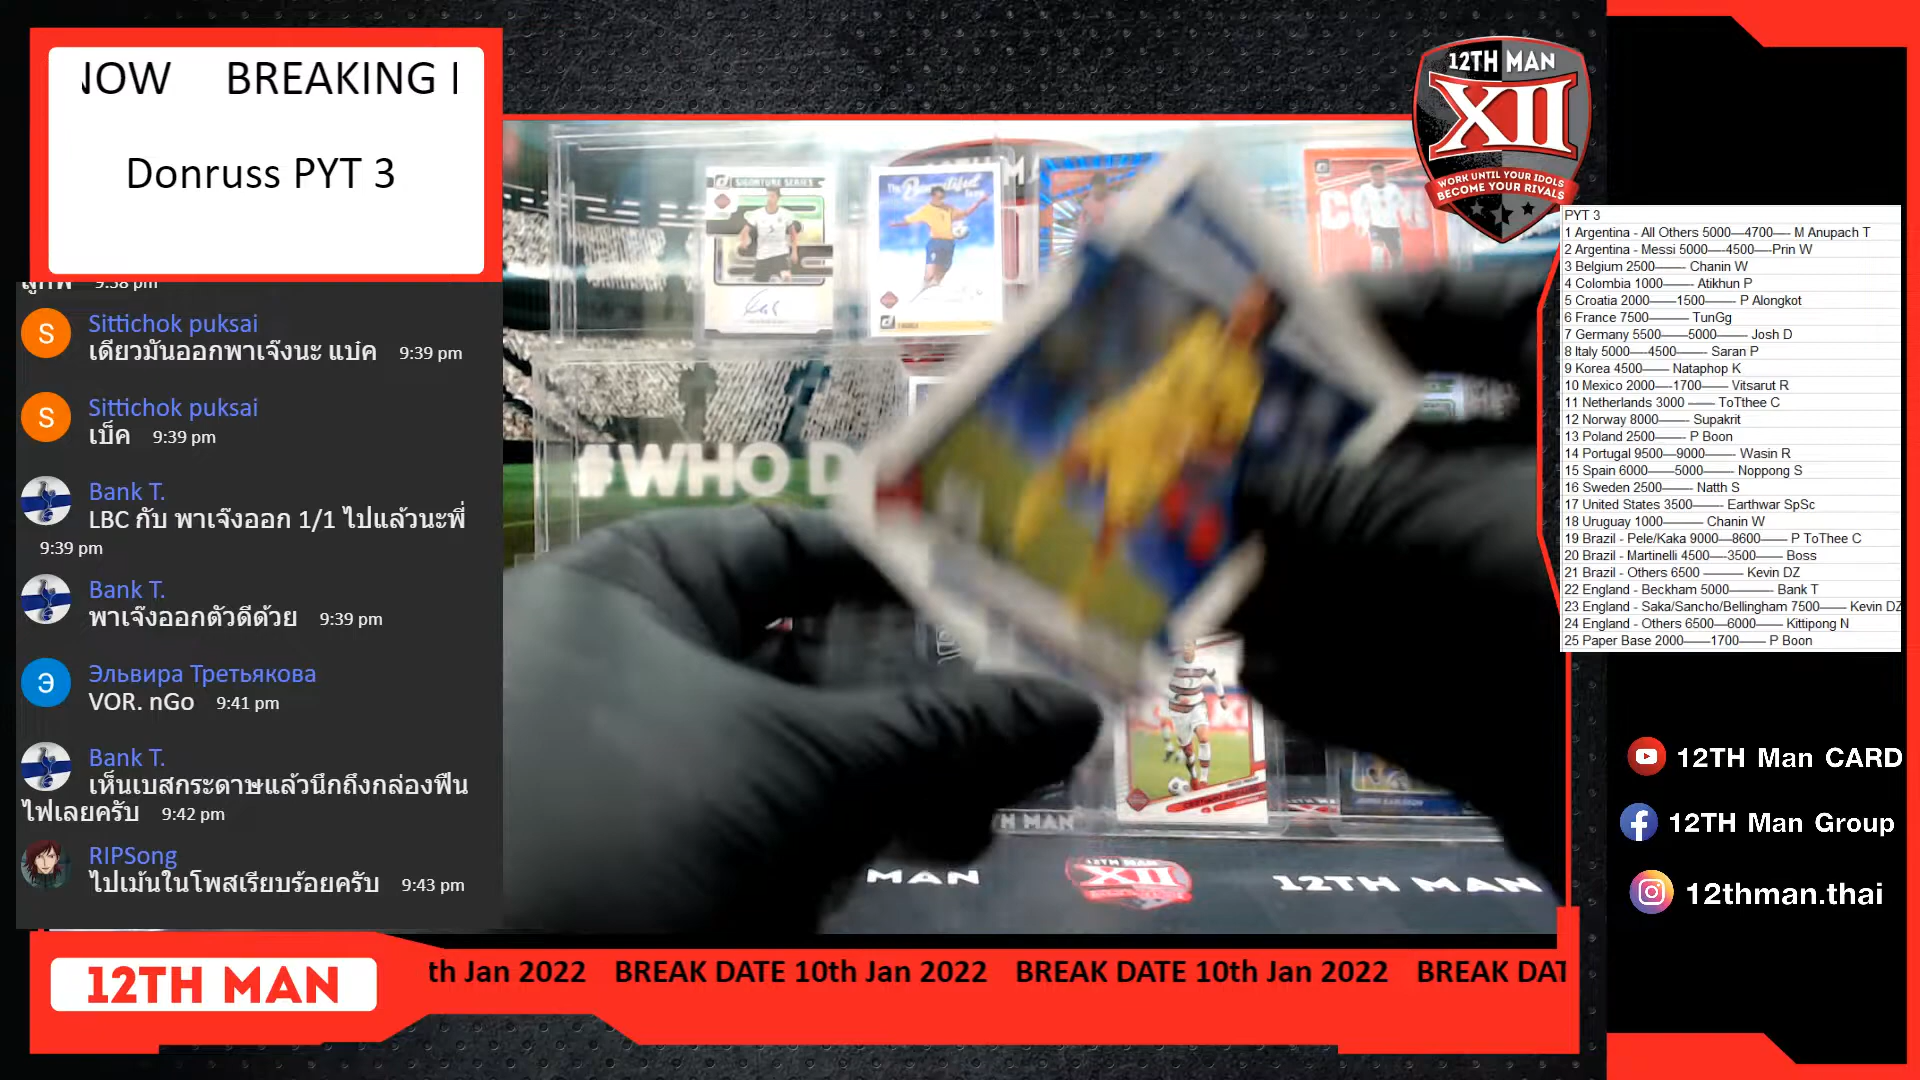 NOW BREAKING
Donruss PYT 3
9:38 pm
Sittichok puksai
เดียวมันออกพาเจ๊งนะ แบ๋ค 9:39 pm
Sittichok puksai
เบ็ค 9:39 pm
Bank T.
LBC กับ พาเจ๊งออก 1/1 ไปแล้วนะพี่
9:39 pm
Bank T.
พาเจ๊งออกตัวดีด้วย 9:39 pm
Эльвира Третьякова
VOR. nGo 9:41 pm
Bank T.
เห็นเบสกระดาษแล้วนึกถึงกล่องฟืน
ไฟเลยครับ 9:42 pm
RIPSong
ไปเม้นในโพสเรียบร้อยครับ 9:43 pm
12TH MAN
XII
WORK UNTIL YOUR IDOLS
BECOME YOUR RIVALS
SIGNATURE SERIES
The Beautiful Game
#WHO D
TH MAN
MAN
12TH MAN
XII
12TH MAN
PYT 3
1 Argentina - All Others 5000—4700—- M Anupach T
2 Argentina - Messi 5000—-4500—-Prin W
3 Belgium 2500——- Chanin W
4 Colombia 1000——- Atikhun P
5 Croatia 2000——1500——- P Alongkot
6 France 7500——- TunGg
7 Germany 5500——5000——- Josh D
8 Italy 5000—-4500——- Saran P
9 Korea 4500—— Nataphop K
10 Mexico 2000—-1700—— Vitsarut R
11 Netherlands 3000 —— ToTthee C
12 Norway 8000——- Supakrit
13 Poland 2500——- P Boon
14 Portugal 9500—9000——- Wasin R
15 Spain 6000——5000——- Noppong S
16 Sweden 2500——- Natth S
17 United States 3500——- Earthwar SpSc
18 Uruguay 1000——— Chanin W
19 Brazil - Pele/Kaka 9000—8600——- P ToThee C
20 Brazil - Martinelli 4500—-3500—— Boss
21 Brazil - Others 6500 ——— Kevin DZ
22 England - Beckham 5000———- Bank T
23 England - Saka/Sancho/Bellingham 7500—— Kevin DZ
24 England - Others 6500—6000—— Kittipong N
25 Paper Base 2000——1700—— P Boon
12TH Man CARD
12TH Man Group
12thman.thai
12TH MAN
th Jan 2022 BREAK DATE 10th Jan 2022 BREAK DATE 10th Jan 2022 BREAK DAT